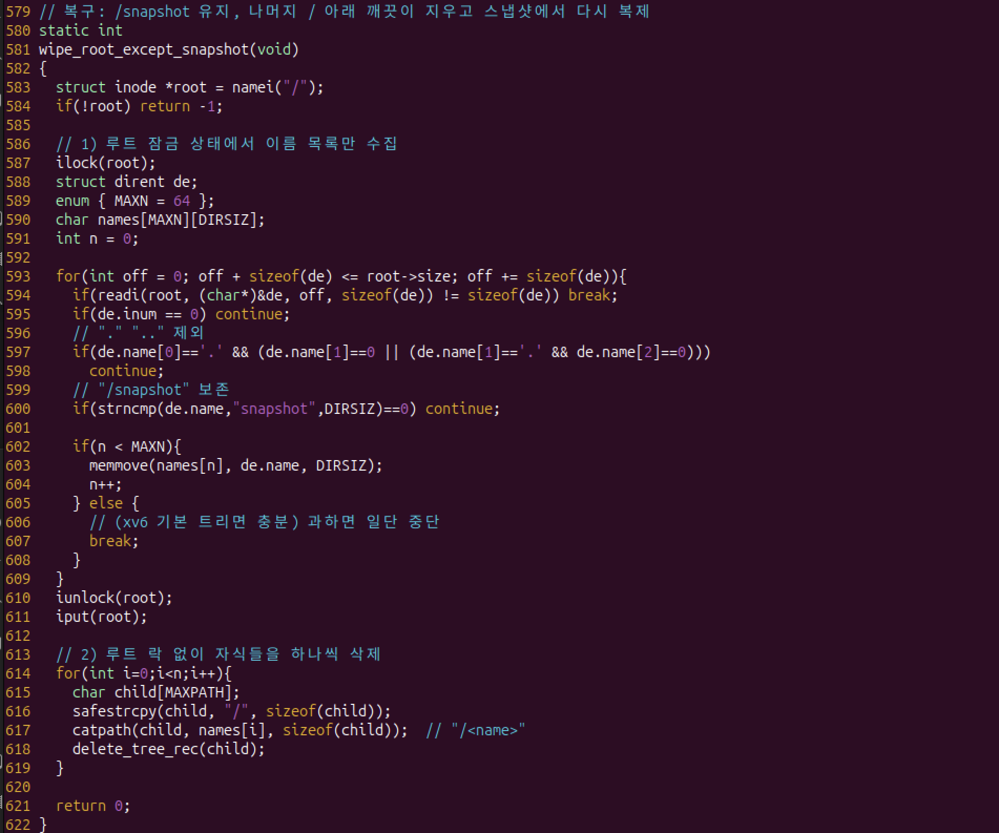 579 // 복구: /snapshot 유지, 나머지 / 아래 깨끗이 지우고 스냅샷에서 다시 복제
580 static int
581 wipe_root_except_snapshot(void)
582 {
583   struct inode *root = namei("/");
584   if(!root) return -1;
585
586   // 1) 루트 잠금 상태에서 이름 목록만 수집
587   ilock(root);
588   struct dirent de;
589   enum { MAXN = 64 };
590   char names[MAXN][DIRSIZ];
591   int n = 0;
592
593   for(int off = 0; off + sizeof(de) <= root->size; off += sizeof(de)){
594     if(readi(root, (char*)&de, off, sizeof(de)) != sizeof(de)) break;
595     if(de.inum == 0) continue;
596     // "." ".." 제외
597     if(de.name[0]=='.' && (de.name[1]==0 || (de.name[1]=='.' && de.name[2]==0)))
598       continue;
599     // "/snapshot" 보존
600     if(strncmp(de.name,"snapshot",DIRSIZ)==0) continue;
601
602     if(n < MAXN){
603       memmove(names[n], de.name, DIRSIZ);
604       n++;
605     } else {
606       // (xv6 기본 트리면 충분) 과하면 일단 중단
607       break;
608     }
609   }
610   iunlock(root);
611   iput(root);
612
613   // 2) 루트 락 없이 자식들을 하나씩 삭제
614   for(int i=0;i<n;i++){
615     char child[MAXPATH];
616     safestrcpy(child, "/", sizeof(child));
617     catpath(child, names[i], sizeof(child));  // "/<name>"
618     delete_tree_rec(child);
619   }
620
621   return 0;
622 }